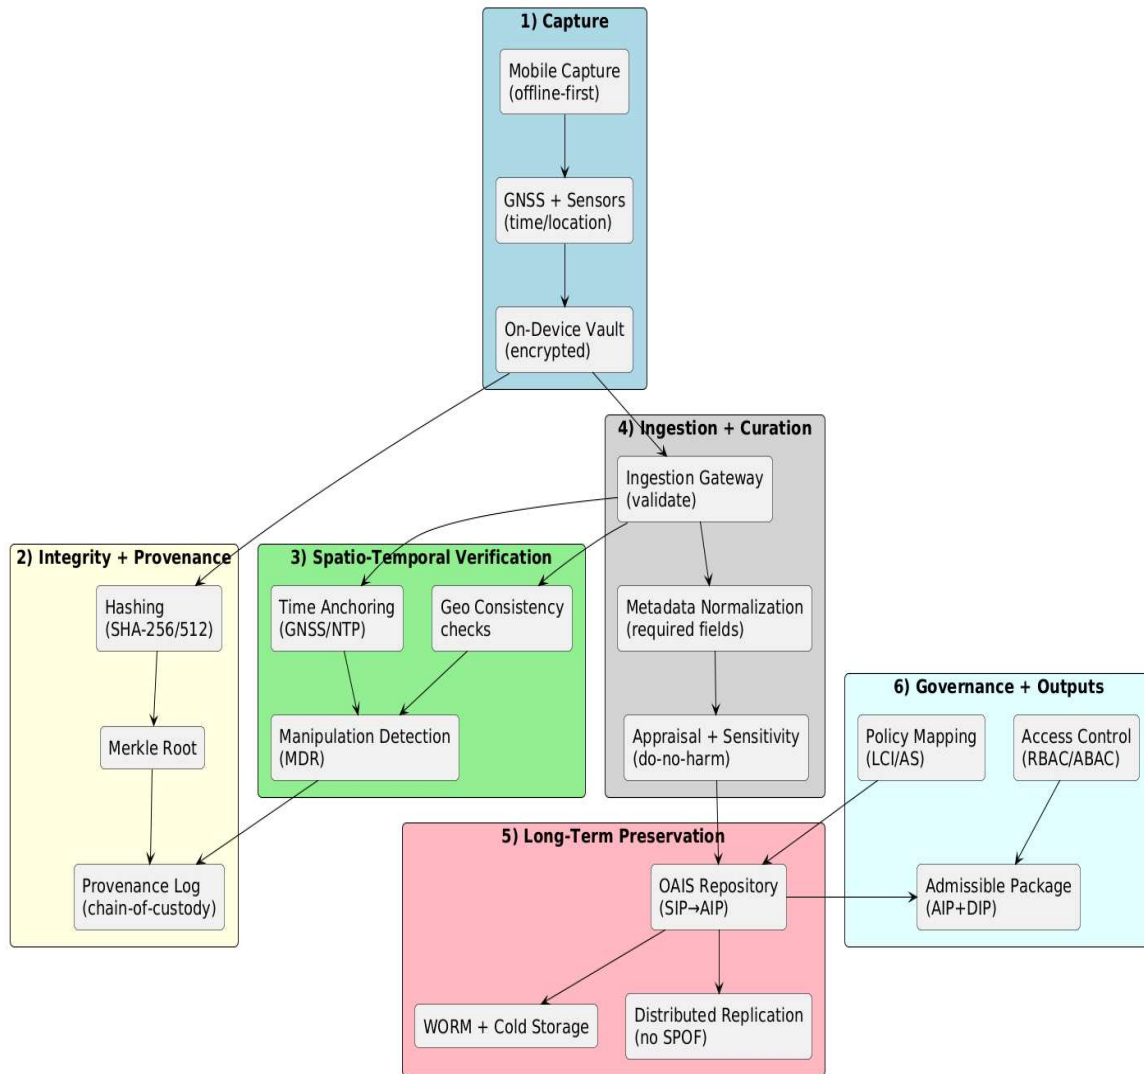 1) Capture
Mobile Capture
(offline-first)
GNSS + Sensors
(time/location)
On-Device Vault
(encrypted)
4) Ingestion + Curation
Ingestion Gateway
(validate)
2) Integrity + Provenance
3) Spatio-Temporal Verification
Hashing
(SHA-256/512)
Time Anchoring
(GNSS/NTP)
Geo Consistency
checks
Metadata Normalization
(required fields)
6) Governance + Outputs
Merkle Root
Manipulation Detection
(MDR)
Appraisal + Sensitivity
(do-no-harm)
Policy Mapping
(LCI/AS)
Access Control
(RBAC/ABAC)
5) Long-Term Preservation
Provenance Log
(chain-of-custody)
OAIS Repository
(SIP→AIP)
Admissible Package
(AIP+DIP)
WORM + Cold Storage
Distributed Replication
(no SPOF)